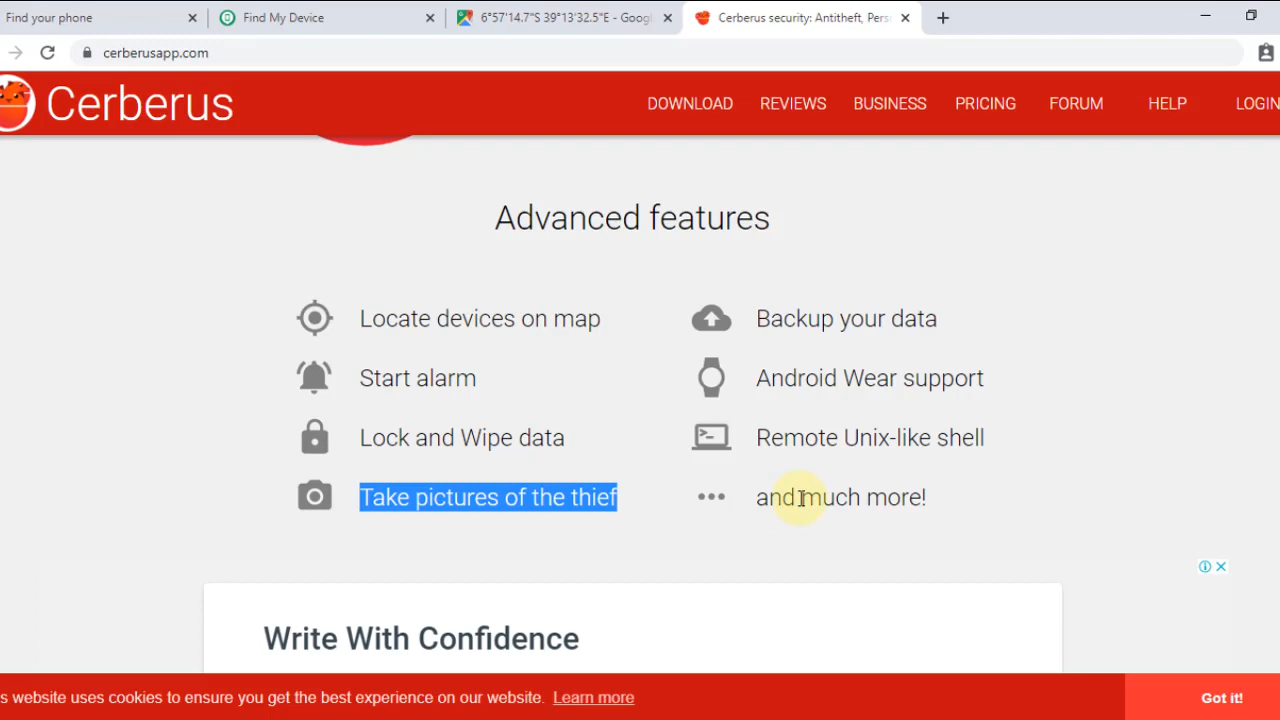 Find your phone
Find My Device
6°57'14.7"S 39°13'32.5"E - Goog
Cerberus security: Antitheft, Pers
cerberusapp.com
Cerberus
DOWNLOAD REVIEWS BUSINESS PRICING FORUM HELP LOGIN
Advanced features
Locate devices on map
Backup your data
Start alarm
Android Wear support
Lock and Wipe data
Remote Unix-like shell
Take pictures of the thief
and much more!
Write With Confidence
s website uses cookies to ensure you get the best experience on our website. Learn more
Got it!